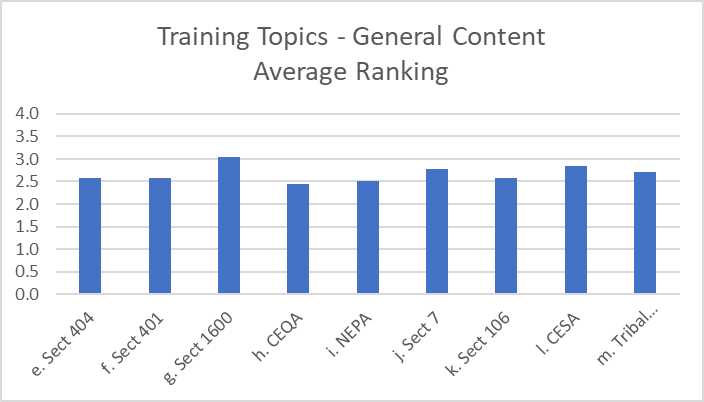 Training Topics - General Content
Average Ranking
4.0
3.5
3.0
2.5
2.0
1.5
1.0
0.5
0.0
e. Sect 404
f. Sect 401
g. Sect 1600
h. CEQA
i. NEPA
j. Sect 7
k. Sect 106
l. CESA
m. Tribal...